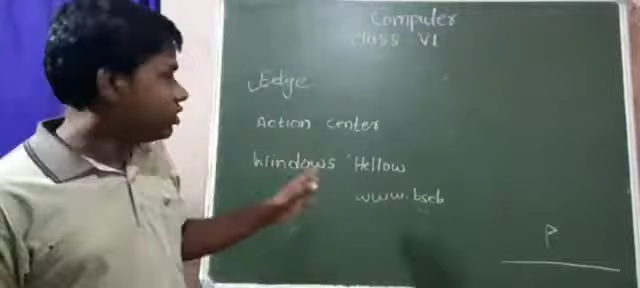 Computer
Class VI
Edge
Action Center
Windows Hellow
www.bseb
P